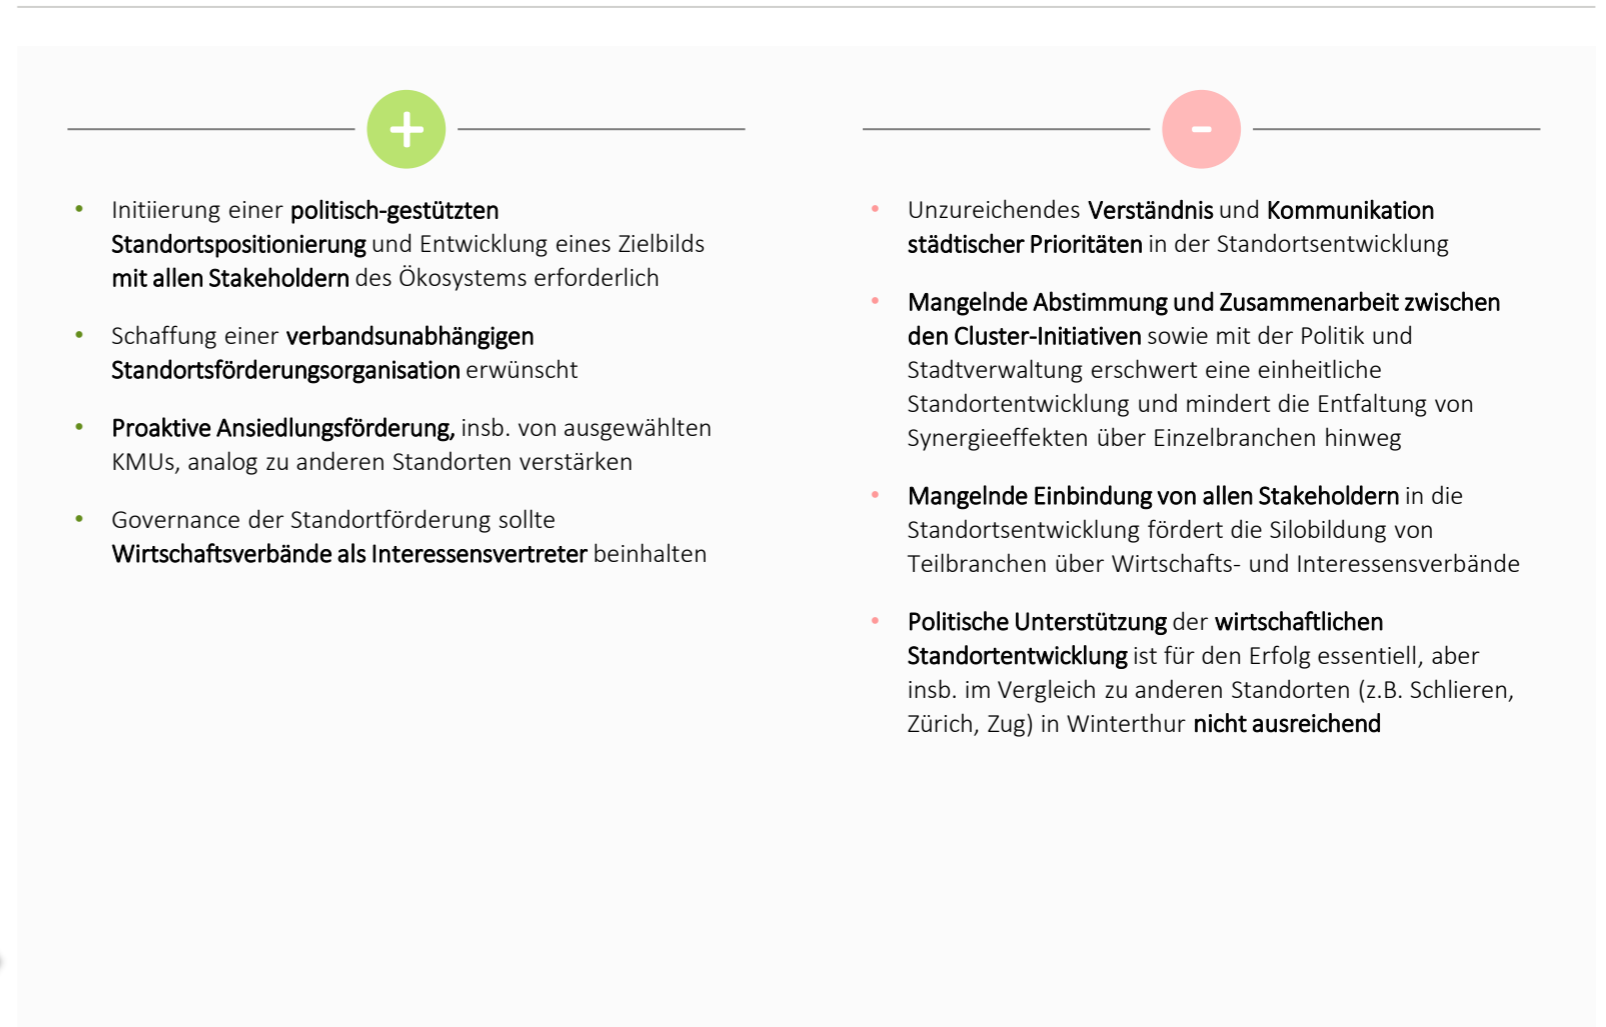 +
• Initiierung einer politisch-gestützten
Standortspositionierung und Entwicklung eines Zielbilds
mit allen Stakeholdern des Ökosystems erforderlich
• Schaffung einer verbandsunabhängigen
Standortsförderungsorganisation erwünscht
• Proaktive Ansiedlungsförderung, insb. von ausgewählten
KMUs, analog zu anderen Standorten verstärken
• Governance der Standortförderung sollte
Wirtschaftsverbände als Interessensvertreter beinhalten
-
• Unzureichendes Verständnis und Kommunikation
städtischer Prioritäten in der Standortsentwicklung
• Mangelnde Abstimmung und Zusammenarbeit zwischen
den Cluster-Initiativen sowie mit der Politik und
Stadtverwaltung erschwert eine einheitliche
Standortentwicklung und mindert die Entfaltung von
Synergieeffekten über Einzelbranchen hinweg
• Mangelnde Einbindung von allen Stakeholdern in die
Standortsentwicklung fördert die Silobildung von
Teilbranchen über Wirtschafts- und Interessensverbände
• Politische Unterstützung der wirtschaftlichen
Standortentwicklung ist für den Erfolg essentiell, aber
insb. im Vergleich zu anderen Standorten (z.B. Schlieren,
Zürich, Zug) in Winterthur nicht ausreichend